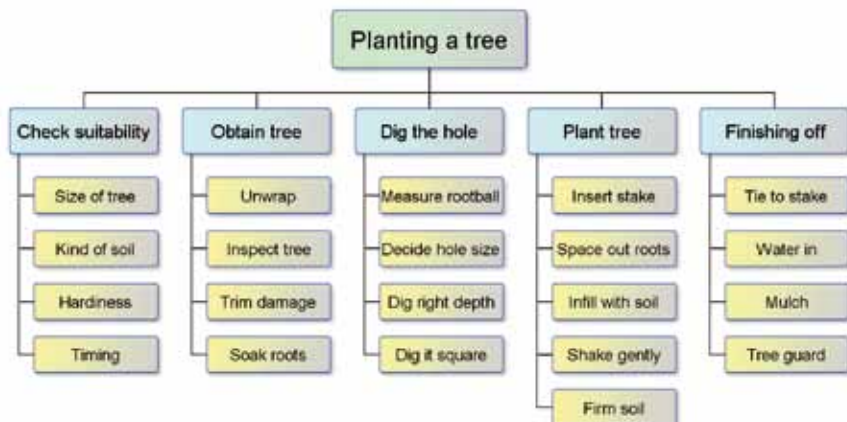 Planting a tree
Check suitability
Size of tree
Kind of soil
Hardiness
Timing
Obtain tree
Unwrap
Inspect tree
Trim damage
Soak roots
Dig the hole
Measure rootball
Decide hole size
Dig right depth
Dig it square
Plant tree
Insert stake
Space out roots
Infill with soil
Shake gently
Firm soil
Finishing off
Tie to stake
Water in
Mulch
Tree guard